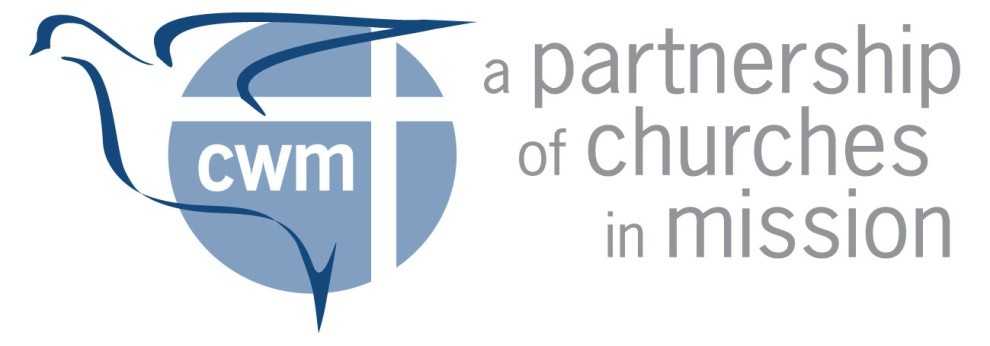 cwm
a partnership
of churches
in mission